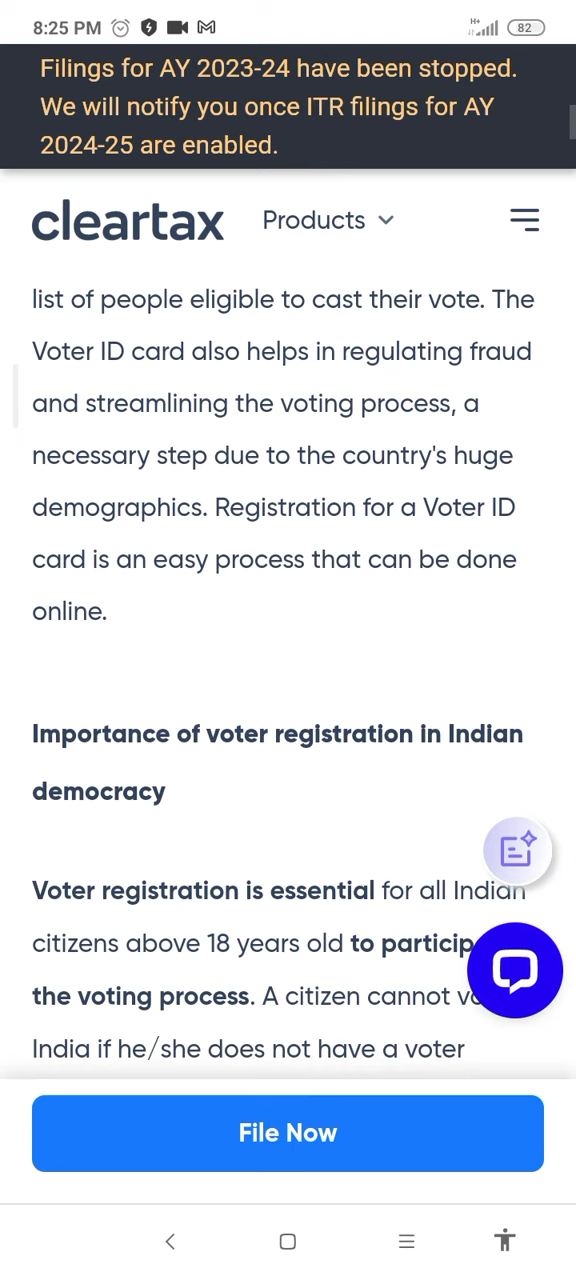 8:25 PM
H+
82
Filings for AY 2023-24 have been stopped.
We will notify you once ITR filings for AY
2024-25 are enabled.
cleartax Products
list of people eligible to cast their vote. The
Voter ID card also helps in regulating fraud
and streamlining the voting process, a
necessary step due to the country's huge
demographics. Registration for a Voter ID
card is an easy process that can be done
online.
Importance of voter registration in Indian
democracy
Voter registration is essential for all Indian
citizens above 18 years old to particip
the voting process. A citizen cannot
India if he/she does not have a voter
File Now